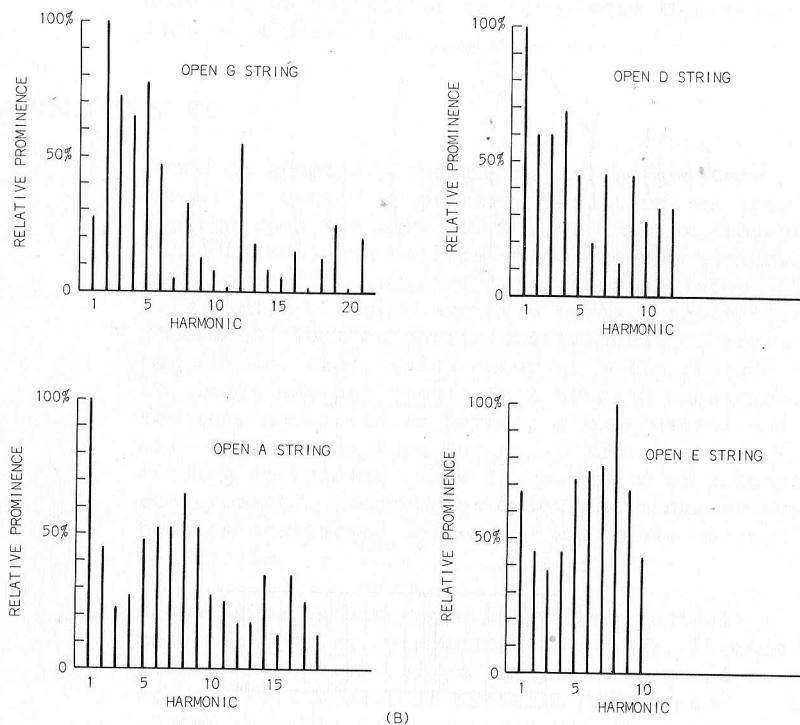 OPEN G STRING
RELATIVE PROMINENCE
100%
50%
0
1 5 10 15 20
HARMONIC
OPEN D STRING
RELATIVE PROMINENCE
100%
50%
0
1 5 10
HARMONIC
OPEN A STRING
RELATIVE PROMINENCE
100%
50%
0
1 5 10 15
HARMONIC
OPEN E STRING
RELATIVE PROMINENCE
100%
50%
0
5 10
HARMONIC
(B)